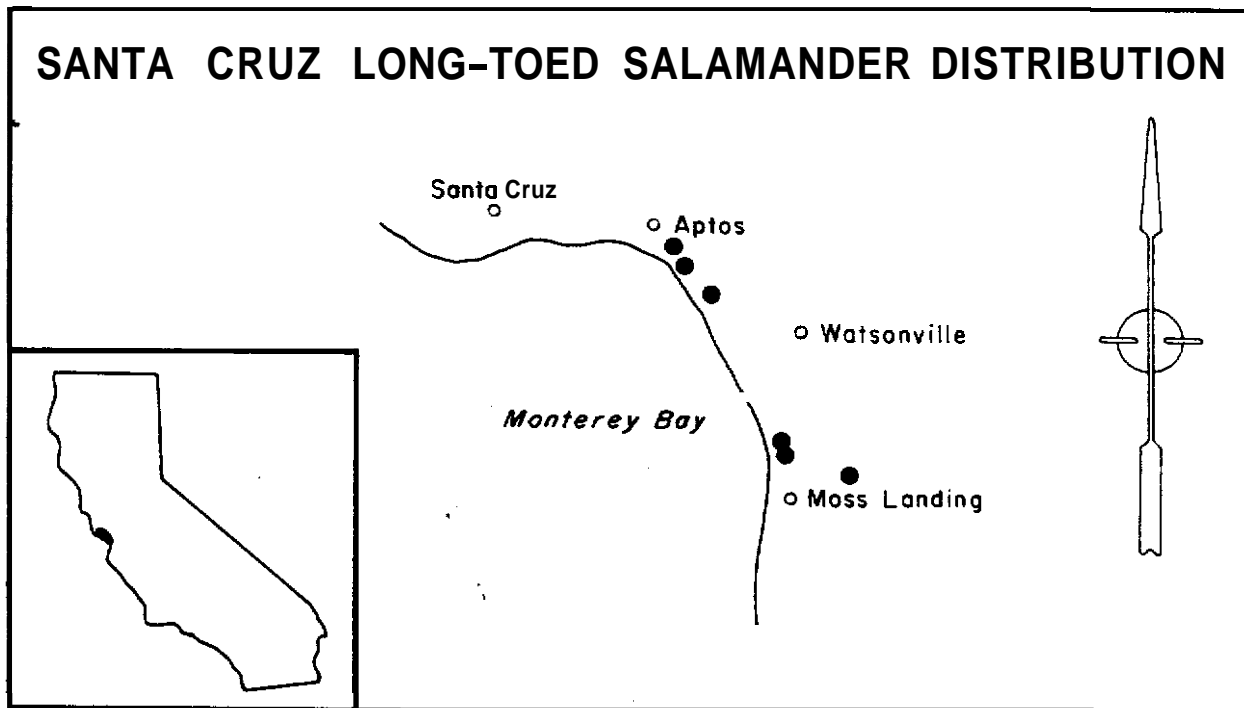 SANTA CRUZ LONG-TOED SALAMANDER DISTRIBUTION
Santa Cruz
Aptos
Watsonville
Monterey Bay
Moss Landing